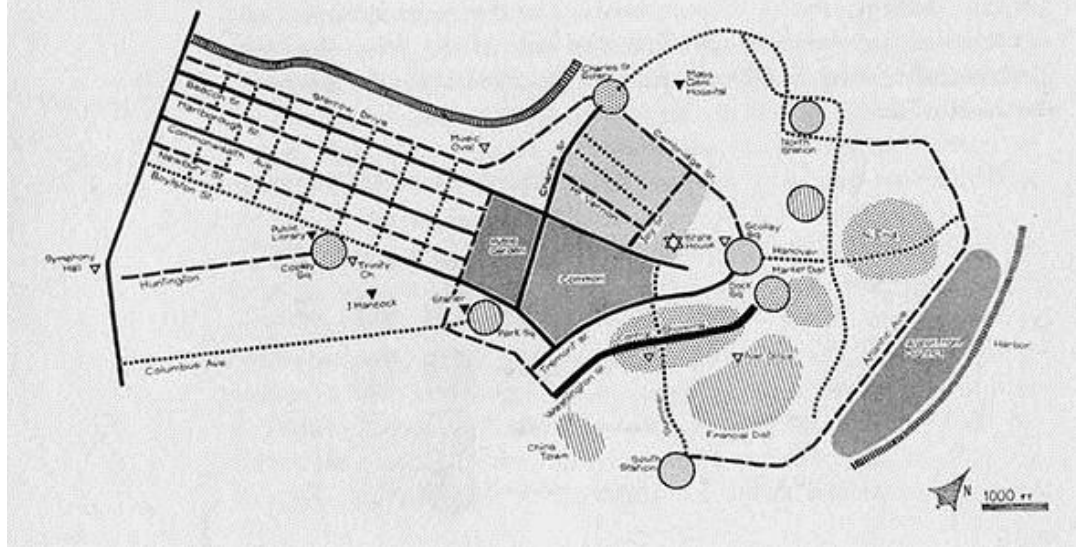 Charles St
Rotary
Mass
Genl
Hospital
Storrow Drive
Beacon St
Marlborough St
Commonwealth Ave
Newbury St
Boylston St
Music
Oval
Charles St
Cambridge St
North
Station
Mt Vernon
Joy St
Public
Library
Copley
Sq
Trinity
Ch
Public
Garden
Common
State
House
Scollay
Sq
Hanover
Market Dist
Dock
Sq
N. End
Symphony
Hall
Huntington
J Hancock
Statler
Park Sq
Columbus Ave
Tremont St
Washington St
Atlantic Ave
Harbor
Financial Dist
China
Town
South
Station
N
1000 FT